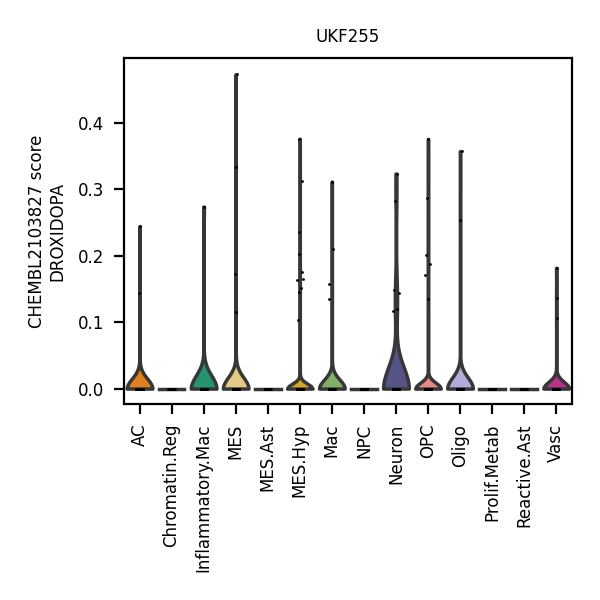 UKF255
CHEMBL2103827 score
DROXIDOPA
0.4
0.3
0.2
0.1
0.0
AC
Chromatin.Reg
Inflammatory.Mac
MES
MES.Ast
MES.Hyp
Mac
NPC
Neuron
OPC
Oligo
Prolif.Metab
Reactive.Ast
Vasc